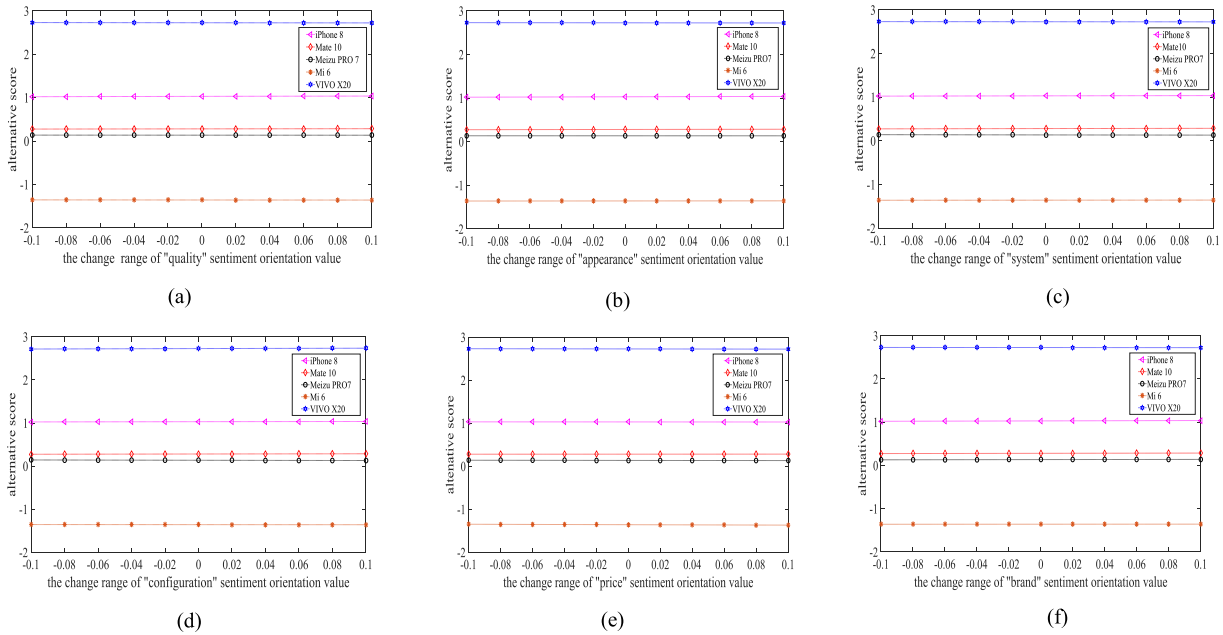 3
2
1
0
-1
-2
alternative score
iPhone 8
Mate 10
Meizu PRO 7
Mi 6
VIVO X20
-0.1 -0.08 -0.06 -0.04 -0.02 0 0.02 0.04 0.06 0.08 0.1
the change range of "quality" sentiment orientation value
(a)
3
2
1
0
-1
-2
alternative score
iPhone 8
Mate 10
Meizu PRO7
Mi 6
VIVO X20
-0.1 -0.08 -0.06 -0.04 -0.02 0 0.02 0.04 0.06 0.08 0.1
the change range of "appearance" sentiment orientation value
(b)
3
2
1
0
-1
-2
alternative score
iPhone 8
Mate10
Meizu PRO7
Mi 6
VIVO X20
-0.1 -0.08 -0.06 -0.04 -0.02 0 0.02 0.04 0.06 0.08 0.1
the change range of "system" sentiment orientation value
(c)
3
2
1
0
-1
-2
alternative score
iPhone 8
Mate 10
Meizu PRO7
Mi 6
VIVO X20
-0.1 -0.08 -0.06 -0.04 -0.02 0 0.02 0.04 0.06 0.08 0.1
the change range of "configuration" sentiment orientation value
(d)
3
2
1
0
-1
-2
alternative score
iPhone 8
Mate 10
Meizu PRO7
Mi 6
VIVO X20
-0.1 -0.08 -0.06 -0.04 -0.02 0 0.02 0.04 0.06 0.08 0.1
the change range of "price" sentiment orientation value
(e)
3
2
1
0
-1
-2
alternative score
iPhone 8
Mate 10
Meizu PRO7
Mi 6
VIVO X20
-0.1 -0.08 -0.06 -0.04 -0.02 0 0.02 0.04 0.06 0.08 0.1
the change range of "brand" sentiment orientation value
(f)